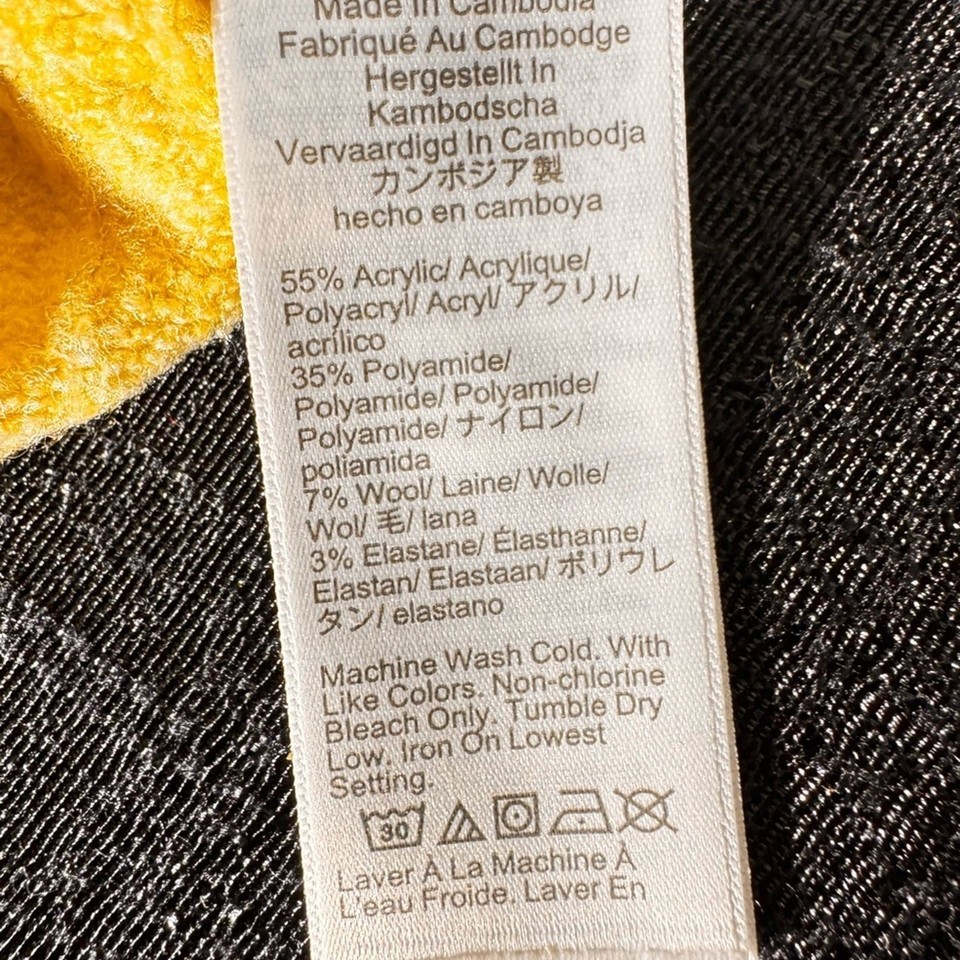 Made In Cambodia
Fabriqué Au Cambodge
Hergestellt In
Kambodscha
Vervaardigd In Cambodja
カンボジア製
hecho en camboya
55% Acrylic/ Acrylique/
Polyacryl/ Acryl/ アクリル/
acrílico
35% Polyamide/
Polyamide/ Polyamide/
Polyamide/ ナイロン/
poliamida
7% Wool/ Laine/ Wolle/
Wol/ 毛/ lana
3% Elastane/ Élasthanne/
Elastan/ Elastaan/ ポリウレ
タン/ elastano
Machine Wash Cold. With
Like Colors. Non-chlorine
Bleach Only. Tumble Dry
Low. Iron On Lowest
Setting.
30
Laver À La Machine À
L'eau Froide. Laver En